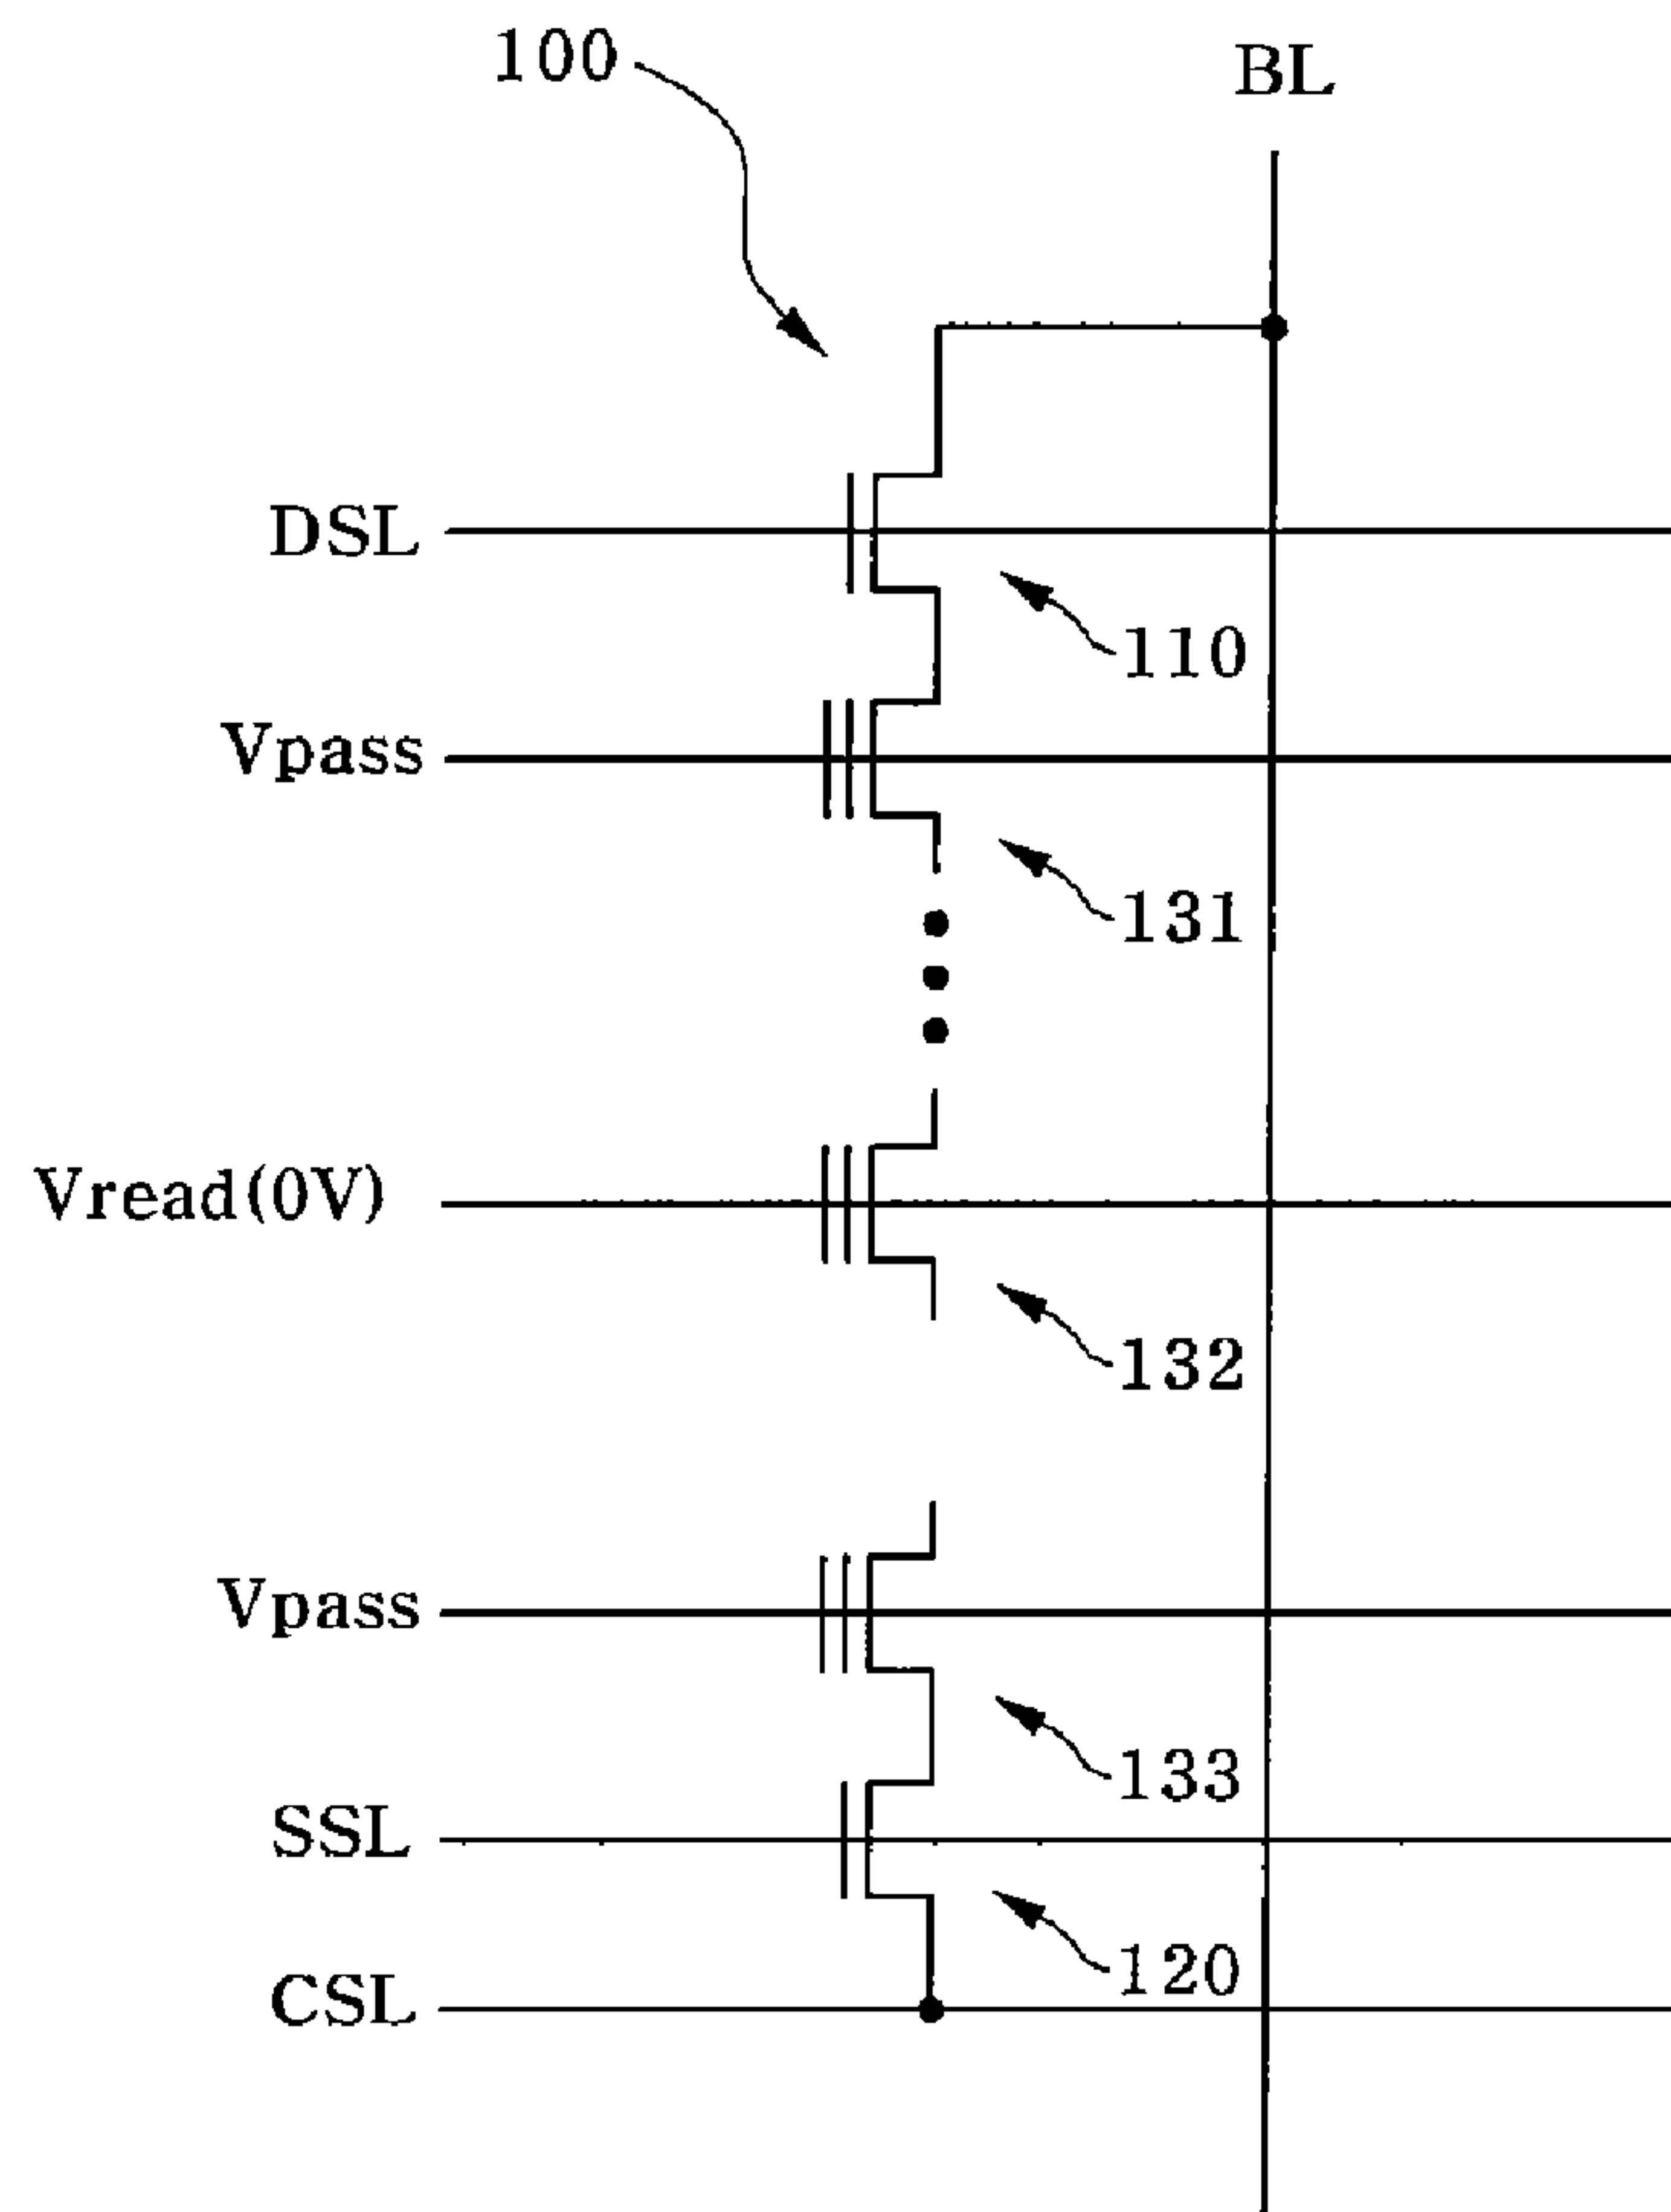 100
BL
DSL
110
Vpass
131
Vread(0V)
132
Vpass
133
SSL
120
CSL